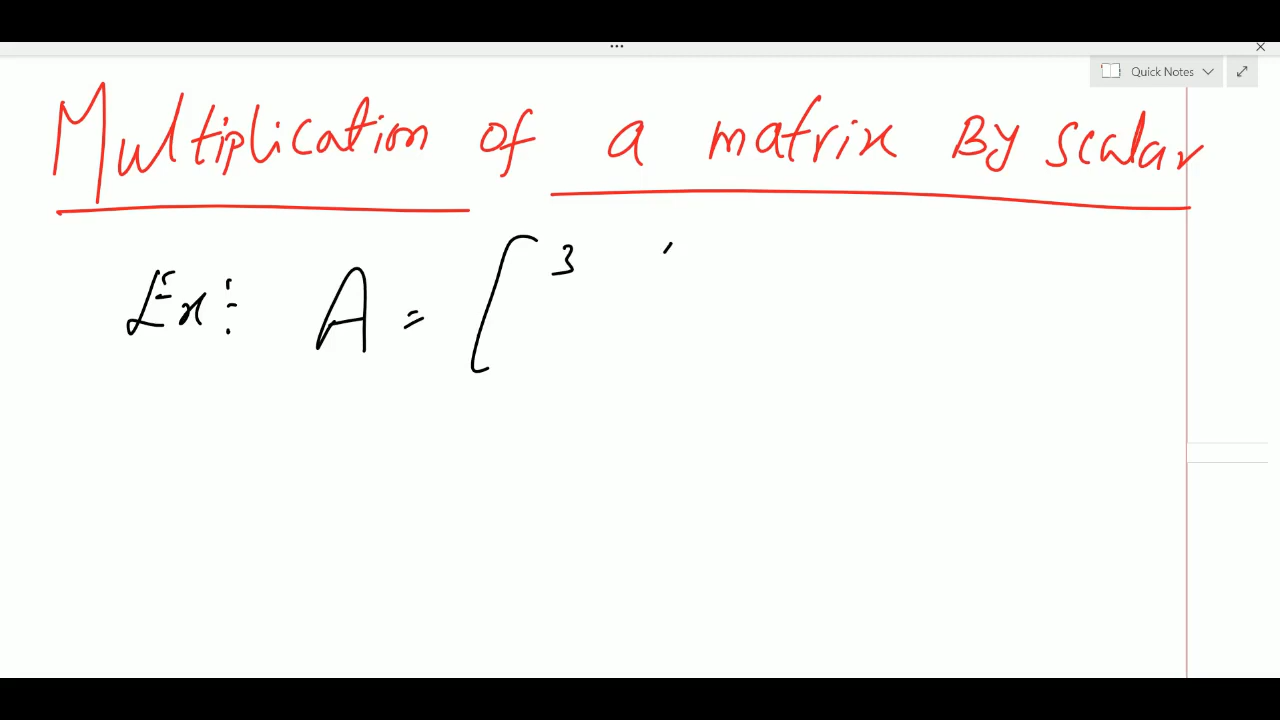 Quick Notes
Multiplication of a matrix By scalar
Ex: A = [ 3